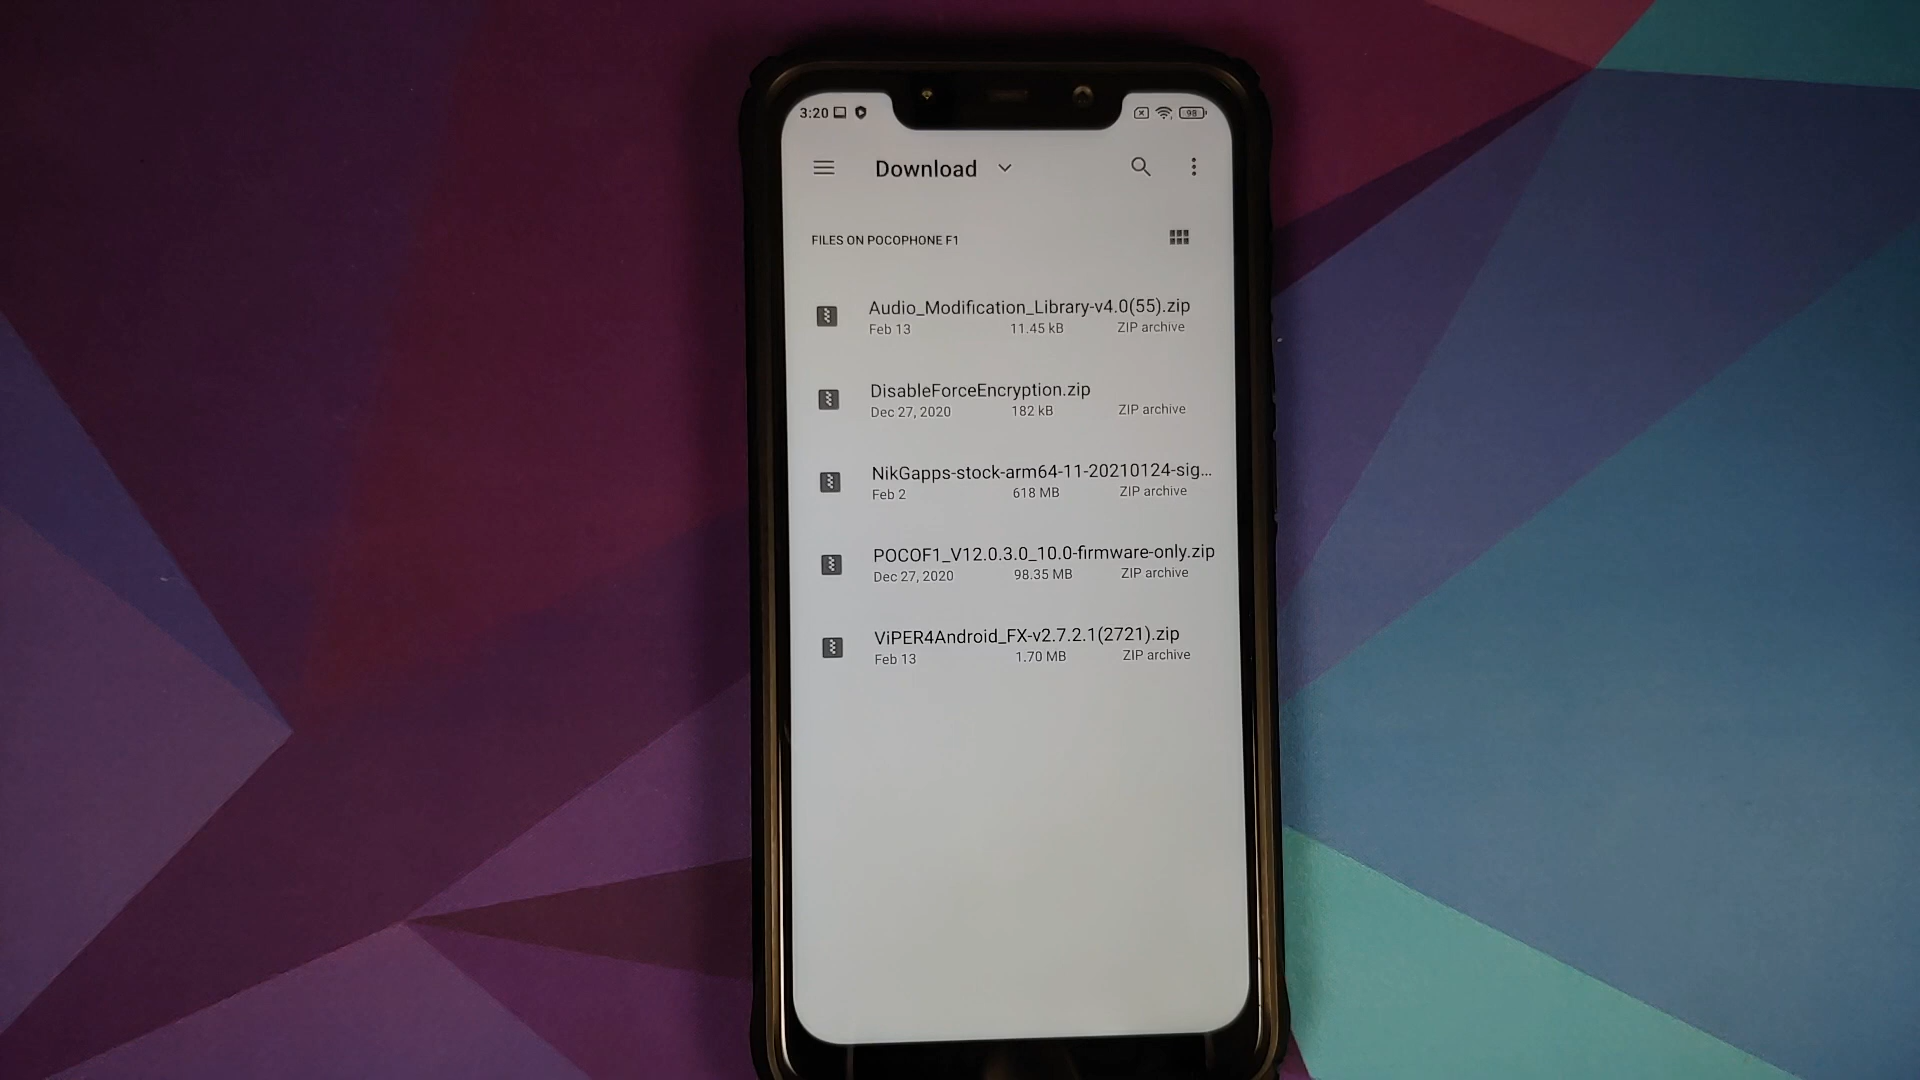 3:20
98
Download
FILES ON POCOPHONE F1
Audio_Modification_Library-v4.0(55).zip
Feb 13 11.45 kB ZIP archive
DisableForceEncryption.zip
Dec 27, 2020 182 kB ZIP archive
NikGapps-stock-arm64-11-20210124-sig...
Feb 2 618 MB ZIP archive
POCOF1_V12.0.3.0_10.0-firmware-only.zip
Dec 27, 2020 98.35 MB ZIP archive
ViPER4Android_FX-v2.7.2.1(2721).zip
Feb 13 1.70 MB ZIP archive